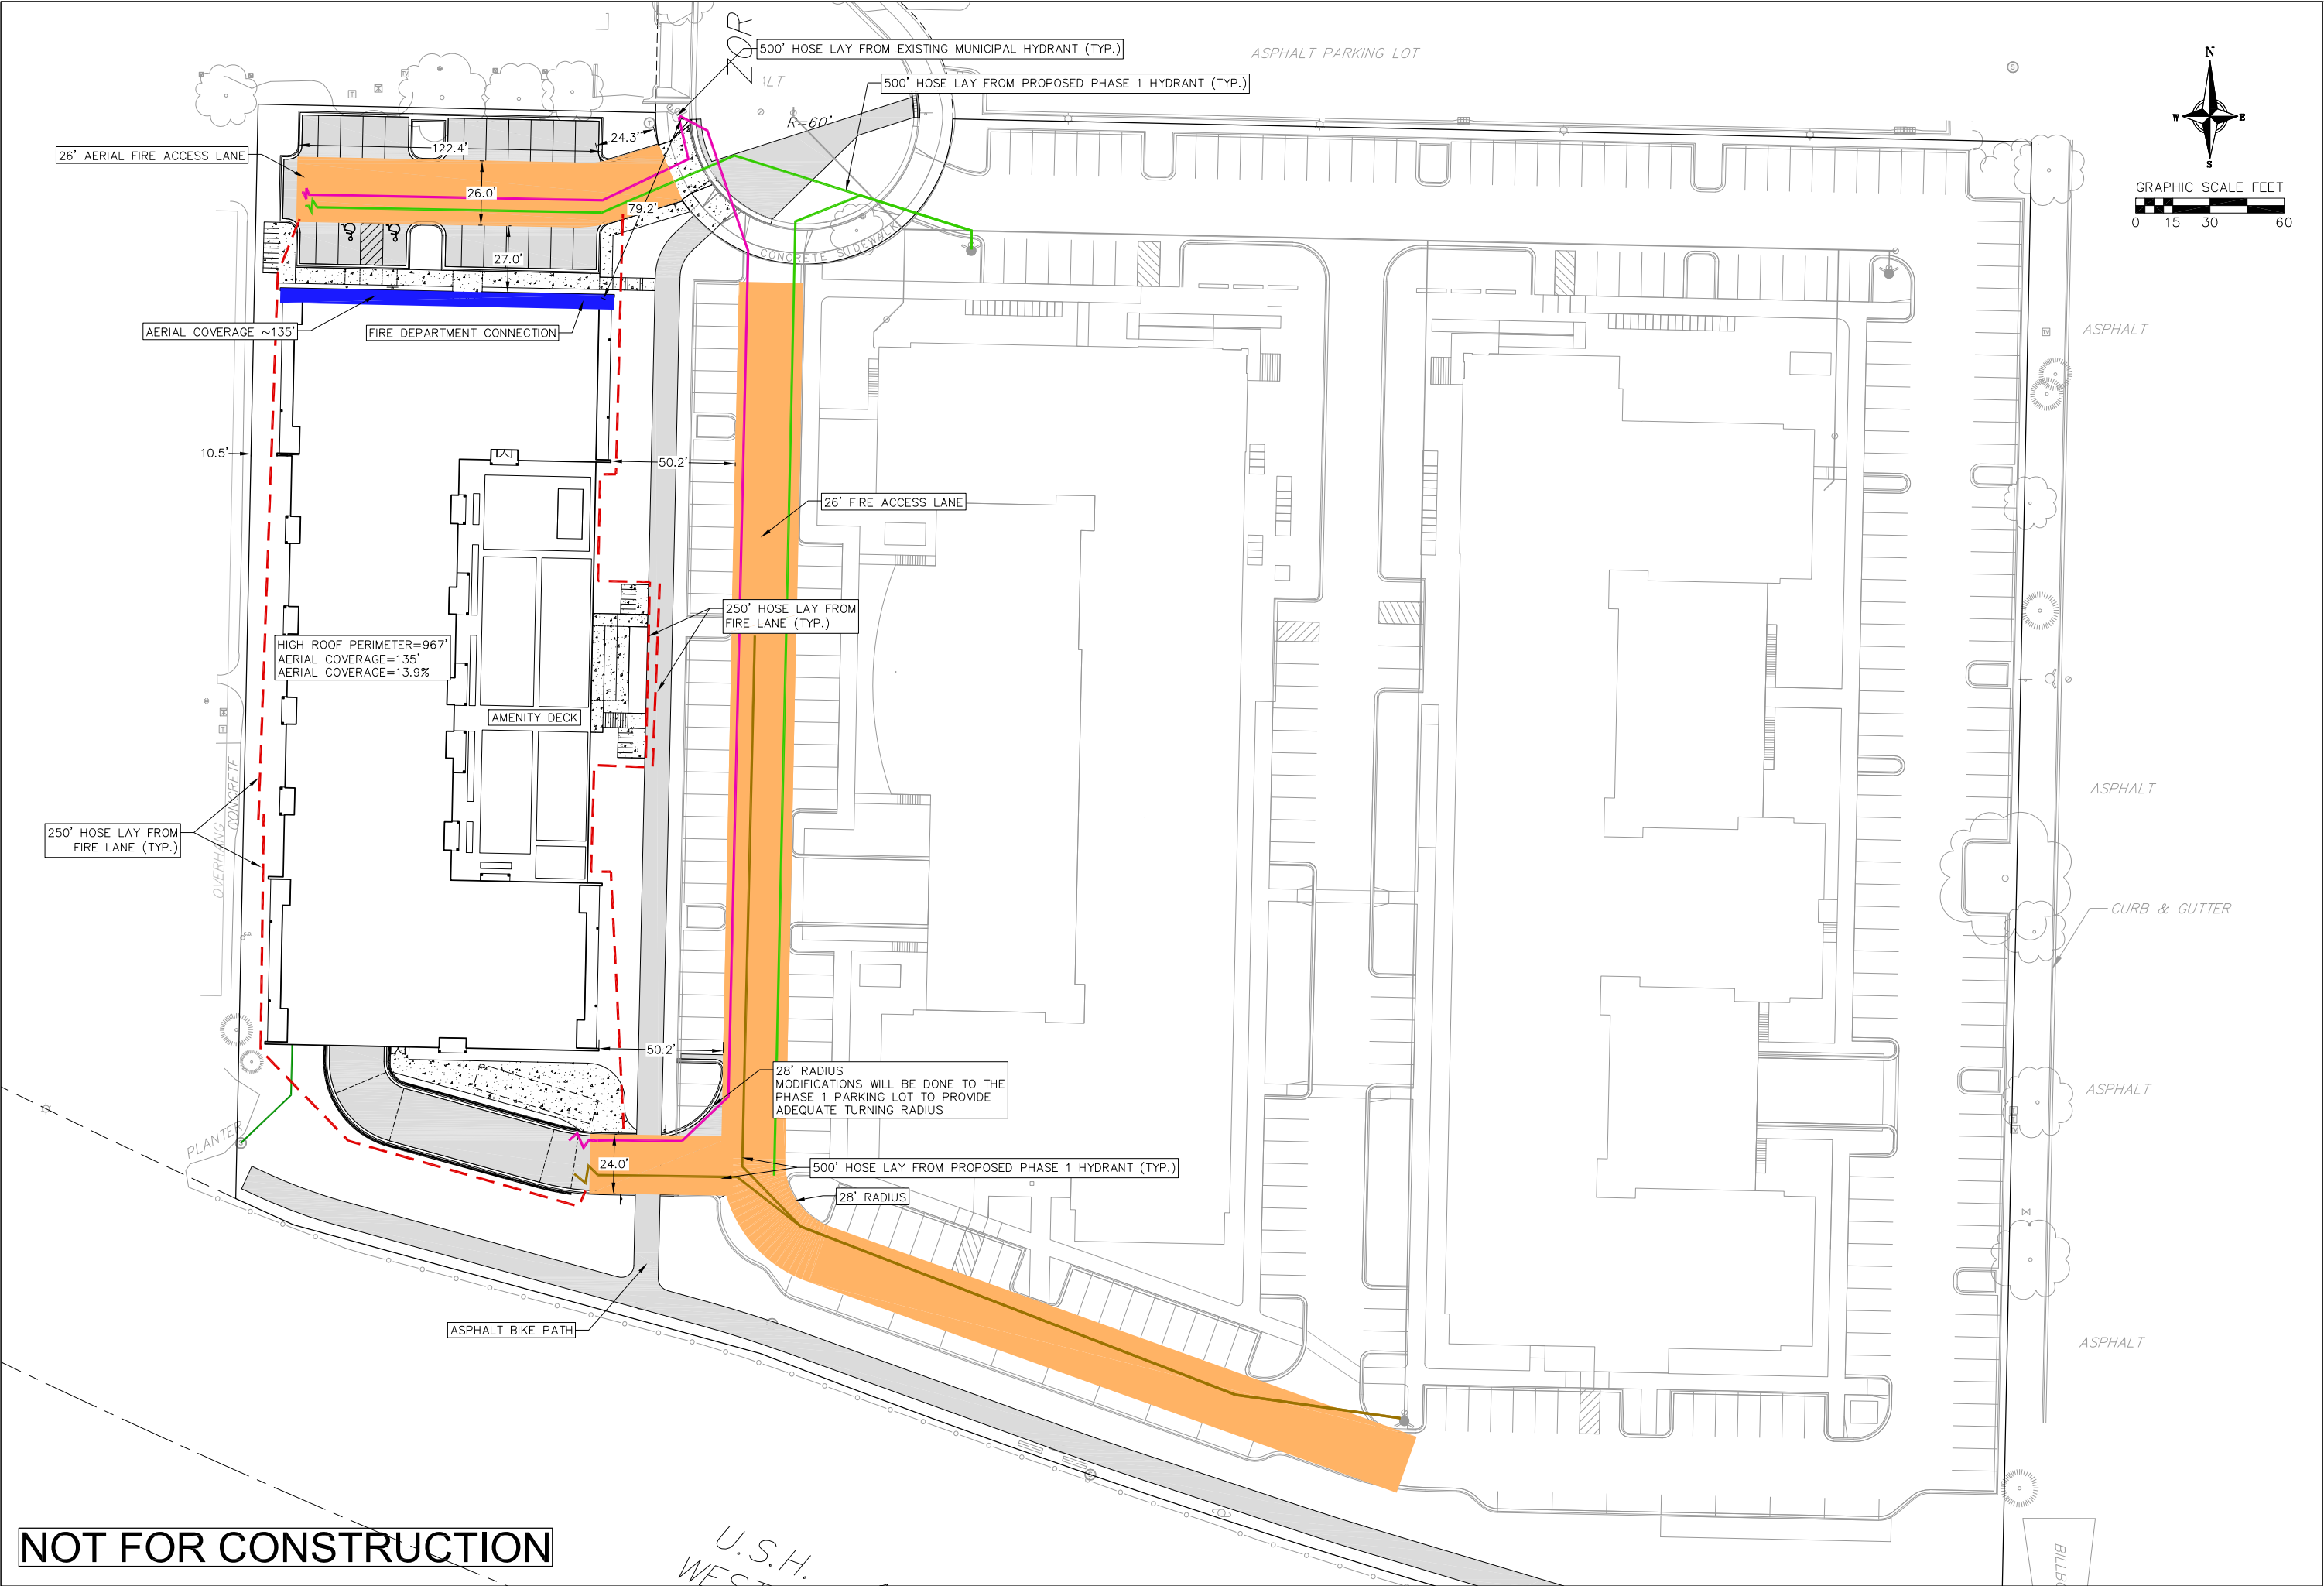 ZOR
500' HOSE LAY FROM EXISTING MUNICIPAL HYDRANT (TYP.)
ASPHALT PARKING LOT
500' HOSE LAY FROM PROPOSED PHASE 1 HYDRANT (TYP.)
N
W E
S
GRAPHIC SCALE FEET
0 15 30 60
R=60'
24.3'
122.4'
26' AERIAL FIRE ACCESS LANE
26.0'
79.2'
27.0'
CONCRETE SIDEWALK
AERIAL COVERAGE ~135'
FIRE DEPARTMENT CONNECTION
ASPHALT
10.5'
50.2'
26' FIRE ACCESS LANE
250' HOSE LAY FROM
FIRE LANE (TYP.)
HIGH ROOF PERIMETER=967'
AERIAL COVERAGE=135'
AERIAL COVERAGE=13.9%
AMENITY DECK
CONCRETE
OVERHANG
ASPHALT
250' HOSE LAY FROM
FIRE LANE (TYP.)
CURB & GUTTER
50.2'
28' RADIUS
MODIFICATIONS WILL BE DONE TO THE
PHASE 1 PARKING LOT TO PROVIDE
ADEQUATE TURNING RADIUS
ASPHALT
PLANTER
24.0'
500' HOSE LAY FROM PROPOSED PHASE 1 HYDRANT (TYP.)
28' RADIUS
ASPHALT BIKE PATH
ASPHALT
NOT FOR CONSTRUCTION
U.S.H.
WEST